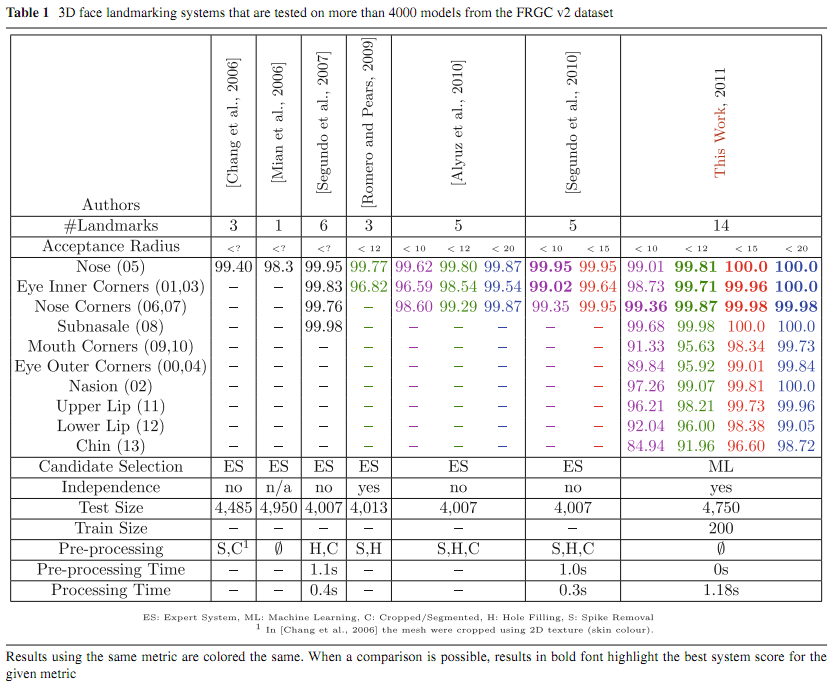 Table 1 3D face landmarking systems that are tested on more than 4000 models from the FRGC v2 dataset
Authors [Chang et al., 2006] [Mian et al., 2006] [Segundo et al., 2007] [Romero and Pears, 2009] [Alyuz et al., 2010] [Segundo et al., 2010] This Work, 2011
#Landmarks 3 1 6 3 5 5 14
Acceptance Radius <? <? <? < 12 < 10 < 12 < 20 < 10 < 15 < 10 < 12 < 15 < 20
Nose (05) 99.40 98.3 99.95 99.77 99.62 99.80 99.87 99.95 99.95 99.01 99.81 100.0 100.0
Eye Inner Corners (01,03) – – 99.83 96.82 96.59 98.54 99.54 99.02 99.64 98.73 99.71 99.96 100.0
Nose Corners (06,07) – – 99.76 – 98.60 99.29 99.87 99.35 99.95 99.36 99.87 99.98 99.98
Subnasale (08) – – 99.98 – – – – – – 99.68 99.98 100.0 100.0
Mouth Corners (09,10) – – – – – – – – – 91.33 95.63 98.34 99.73
Eye Outer Corners (00,04) – – – – – – – – – 89.84 95.92 99.01 99.84
Nasion (02) – – – – – – – – – 97.26 99.07 99.81 100.0
Upper Lip (11) – – – – – – – – – 96.21 98.21 99.73 99.96
Lower Lip (12) – – – – – – – – – 92.04 96.00 98.38 99.05
Chin (13) – – – – – – – – – 84.94 91.96 96.60 98.72
Candidate Selection ES ES ES ES ES ES ML
Independence no n/a no yes no no yes
Test Size 4,485 4,950 4,007 4,013 4,007 4,007 4,750
Train Size – – – – – – 200
Pre-processing S,C¹ ∅ H,C S,H S,H,C S,H,C ∅
Pre-processing Time – – 1.1s – – 1.0s 0s
Processing Time – – 0.4s – – 0.3s 1.18s
ES: Expert System, ML: Machine Learning, C: Cropped/Segmented, H: Hole Filling, S: Spike Removal
¹ In [Chang et al., 2006] the mesh were cropped using 2D texture (skin colour).
Results using the same metric are colored the same. When a comparison is possible, results in bold font highlight the best system score for the
given metric